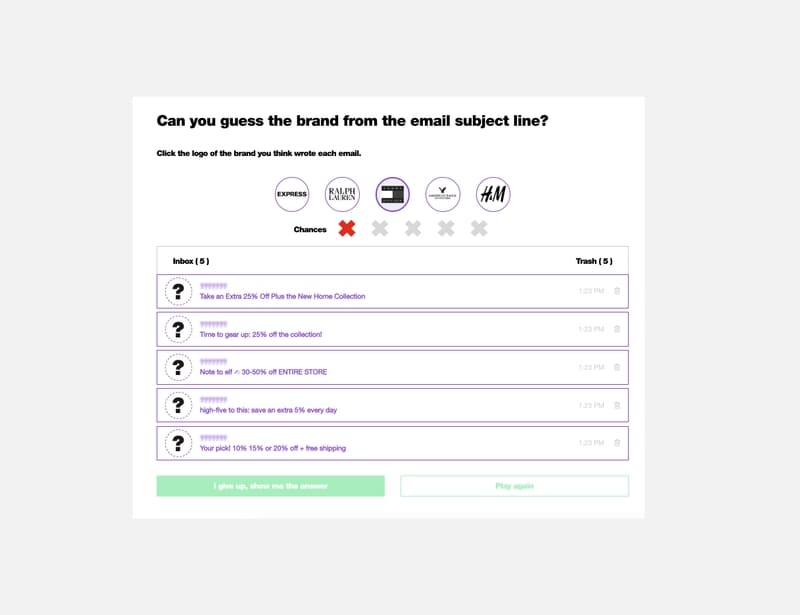 Can you guess the brand from the email subject line?
Click the logo of the brand you think wrote each email.
EXPRESS
RALPH
LAUREN
H&M
Chances
Inbox ( 5 )
Trash ( 5 )
?
Take an Extra 25% Off Plus the New Home Collection
1:23 PM
?
Time to gear up: 25% off the collection!
1:23 PM
?
Note to elf 30-50% off ENTIRE STORE
1:23 PM
?
high-five to this: save an extra 5% every day
1:23 PM
?
Your pick! 10% 15% or 20% off + free shipping
1:23 PM
I give up, show me the answer
Play again